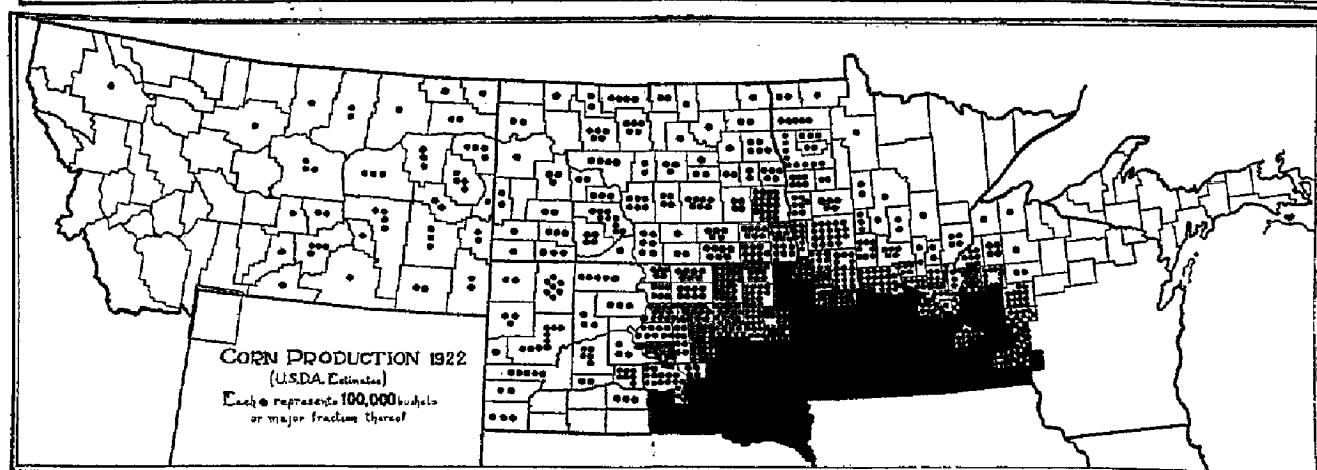 CORN PRODUCTION 1922
(U.S.D.A. Estimates)
Each ● represents 100,000 bushels
or major fraction thereof